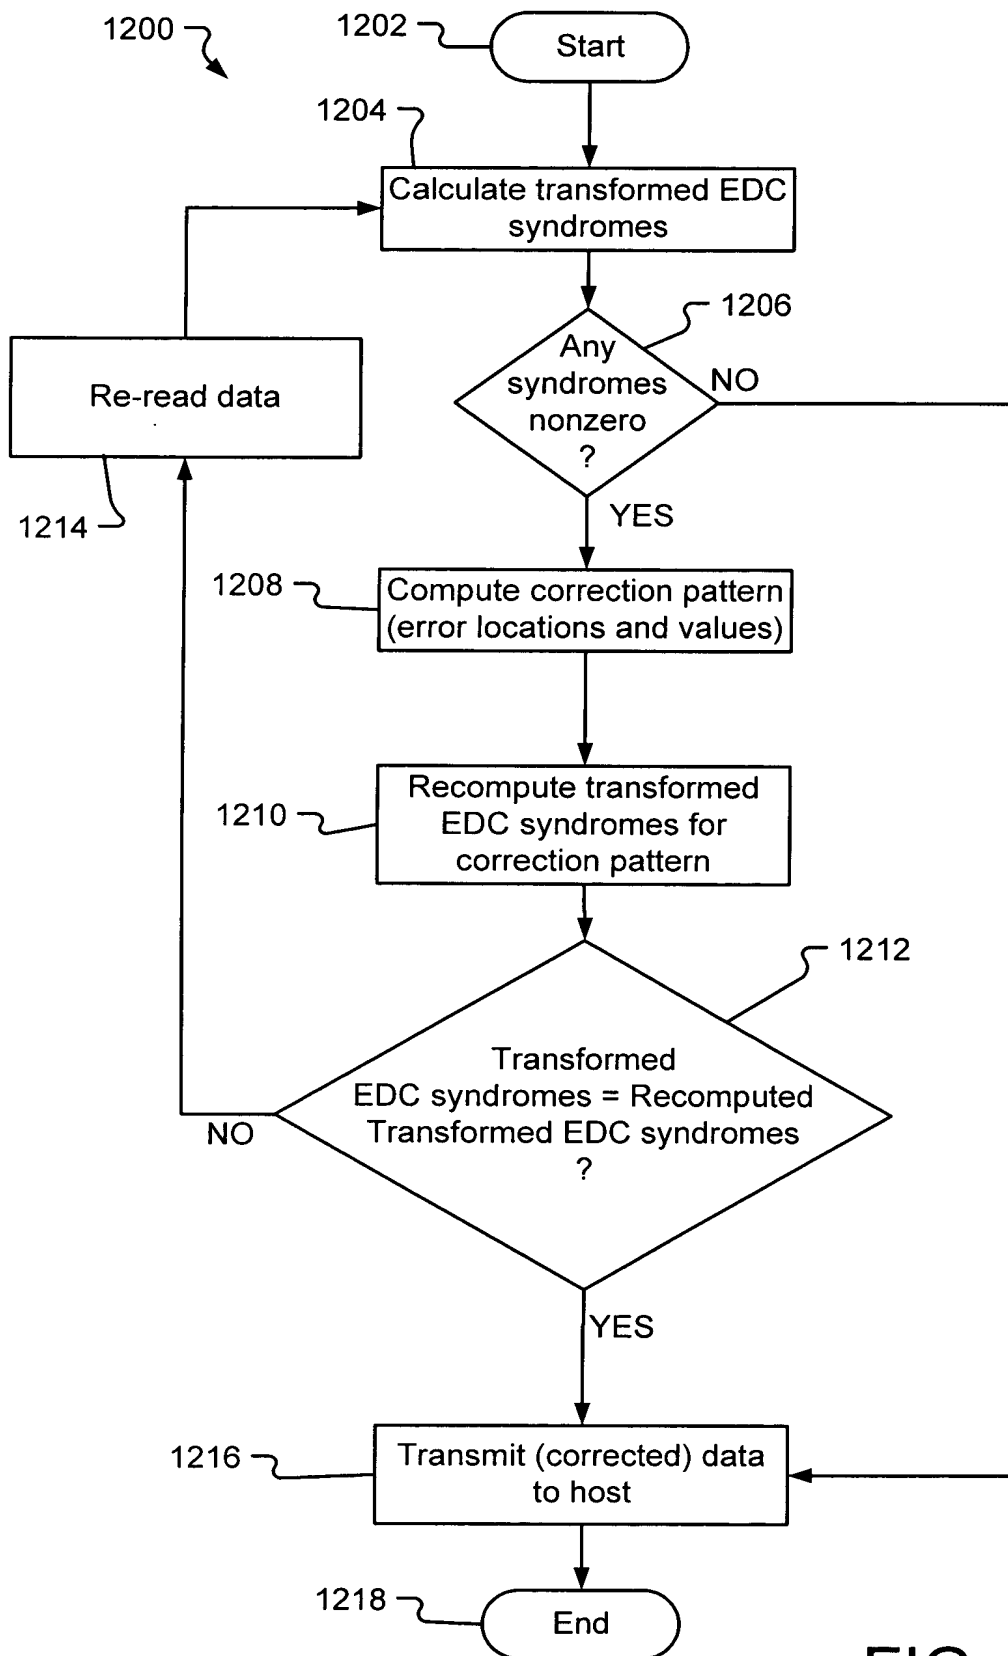 1200
1202
Start
1204
Calculate transformed EDC
syndromes
1206
Any
syndromes
nonzero
?
NO
YES
Re-read data
1214
1208
Compute correction pattern
(error locations and values)
1210
Recompute transformed
EDC syndromes for
correction pattern
1212
Transformed
EDC syndromes = Recomputed
Transformed EDC syndromes
?
NO
YES
1216
Transmit (corrected) data
to host
1218
End